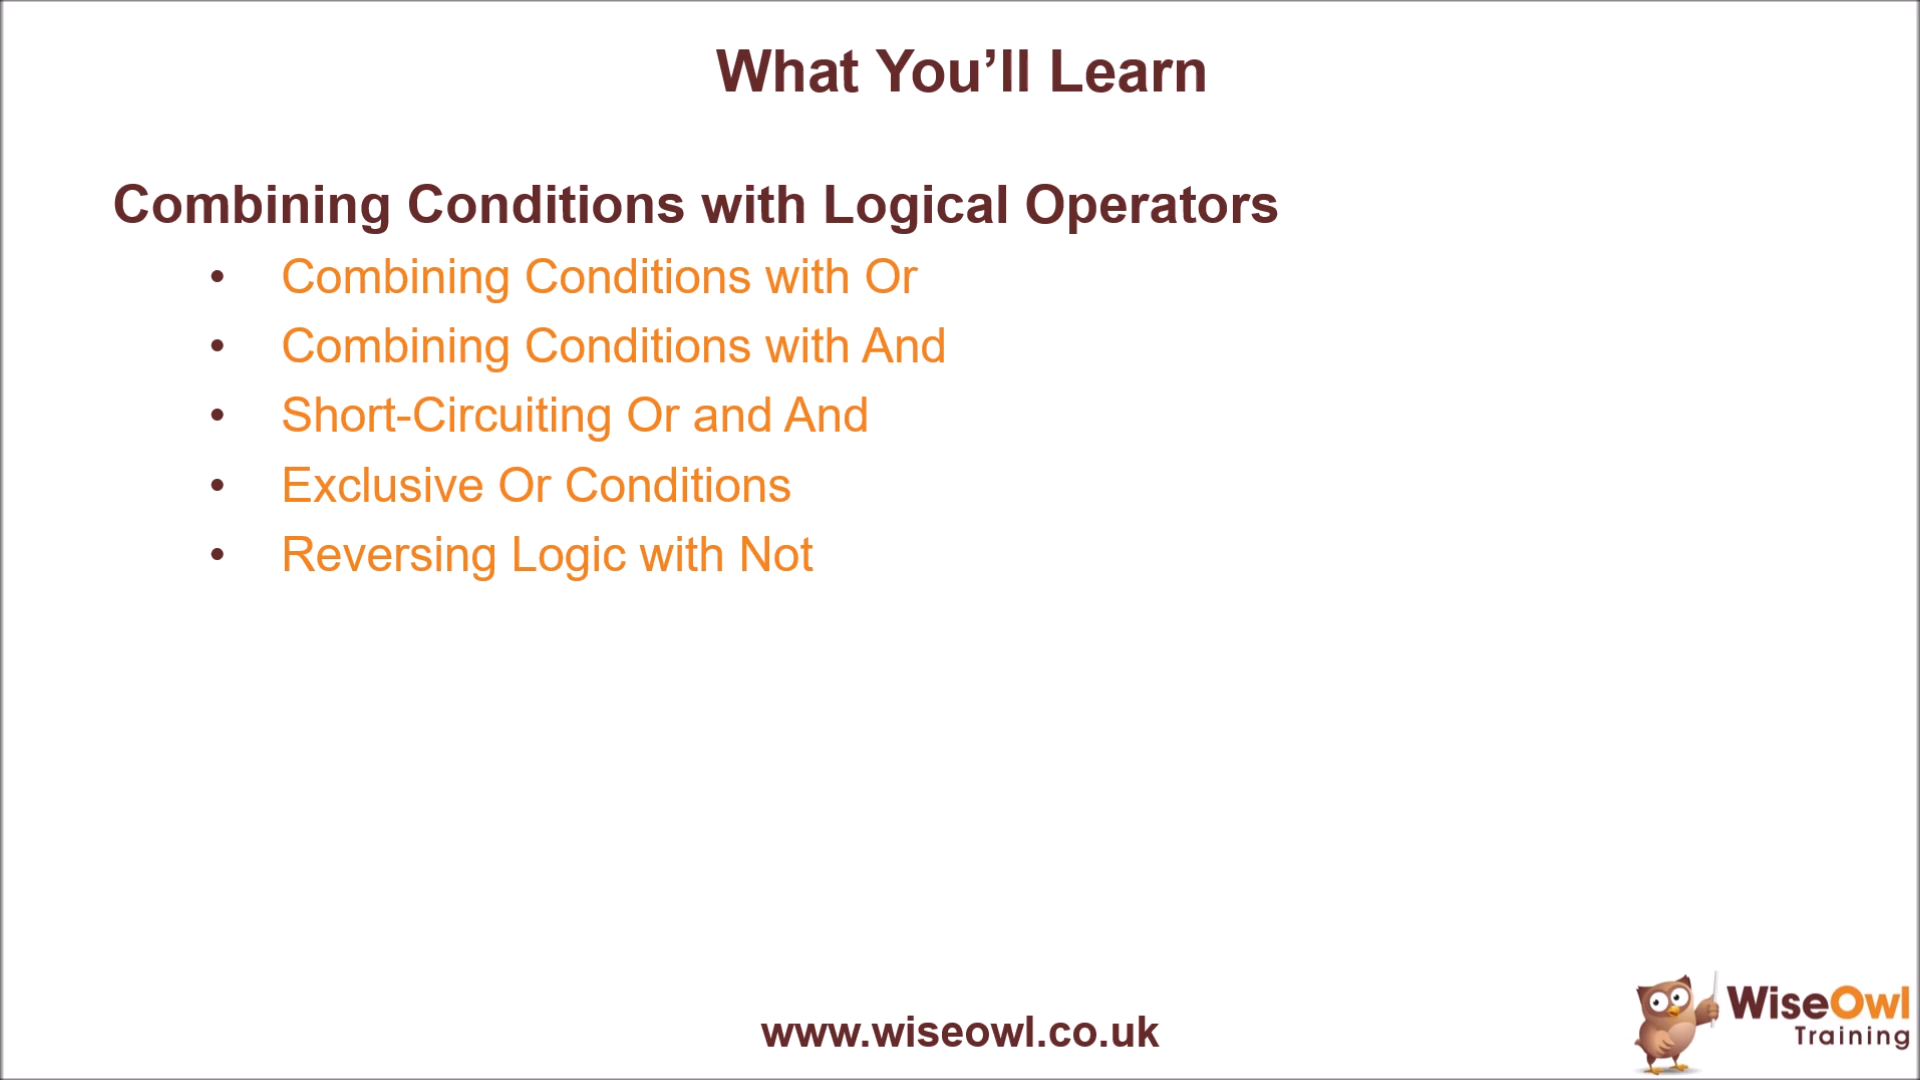 What You’ll Learn
Combining Conditions with Logical Operators
• Combining Conditions with Or
• Combining Conditions with And
• Short-Circuiting Or and And
• Exclusive Or Conditions
• Reversing Logic with Not
www.wiseowl.co.uk
WiseOwl
Training